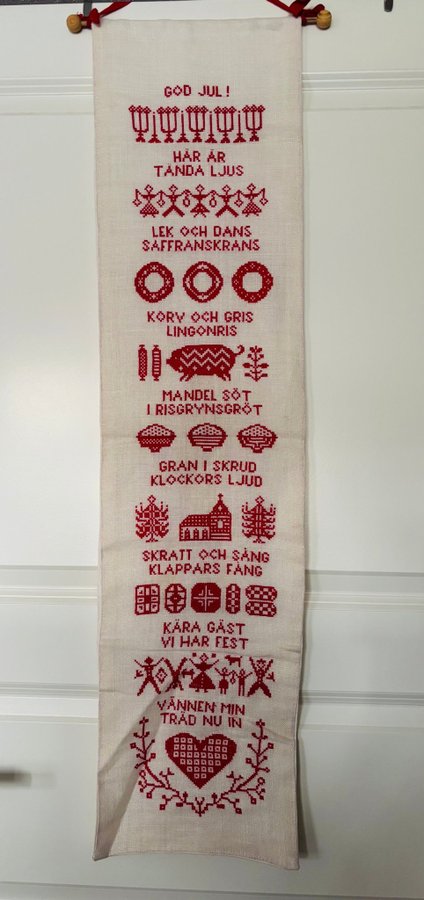 GOD JUL!
HÄR ÄR
TÄNDA LJUS
LEK OCH DANS
SAFFRANSKRANS
KORV OCH GRIS
LINGONRIS
MANDEL SÖT
I RISGRYNSGRÖT
GRAN I SKRUD
KLOCKORS LJUD
SKRATT OCH SÅNG
KLAPPARS FÅNG
KÄRA GÄST
VI HAR FEST
VÄNNEN MIN
TRÄD NU IN